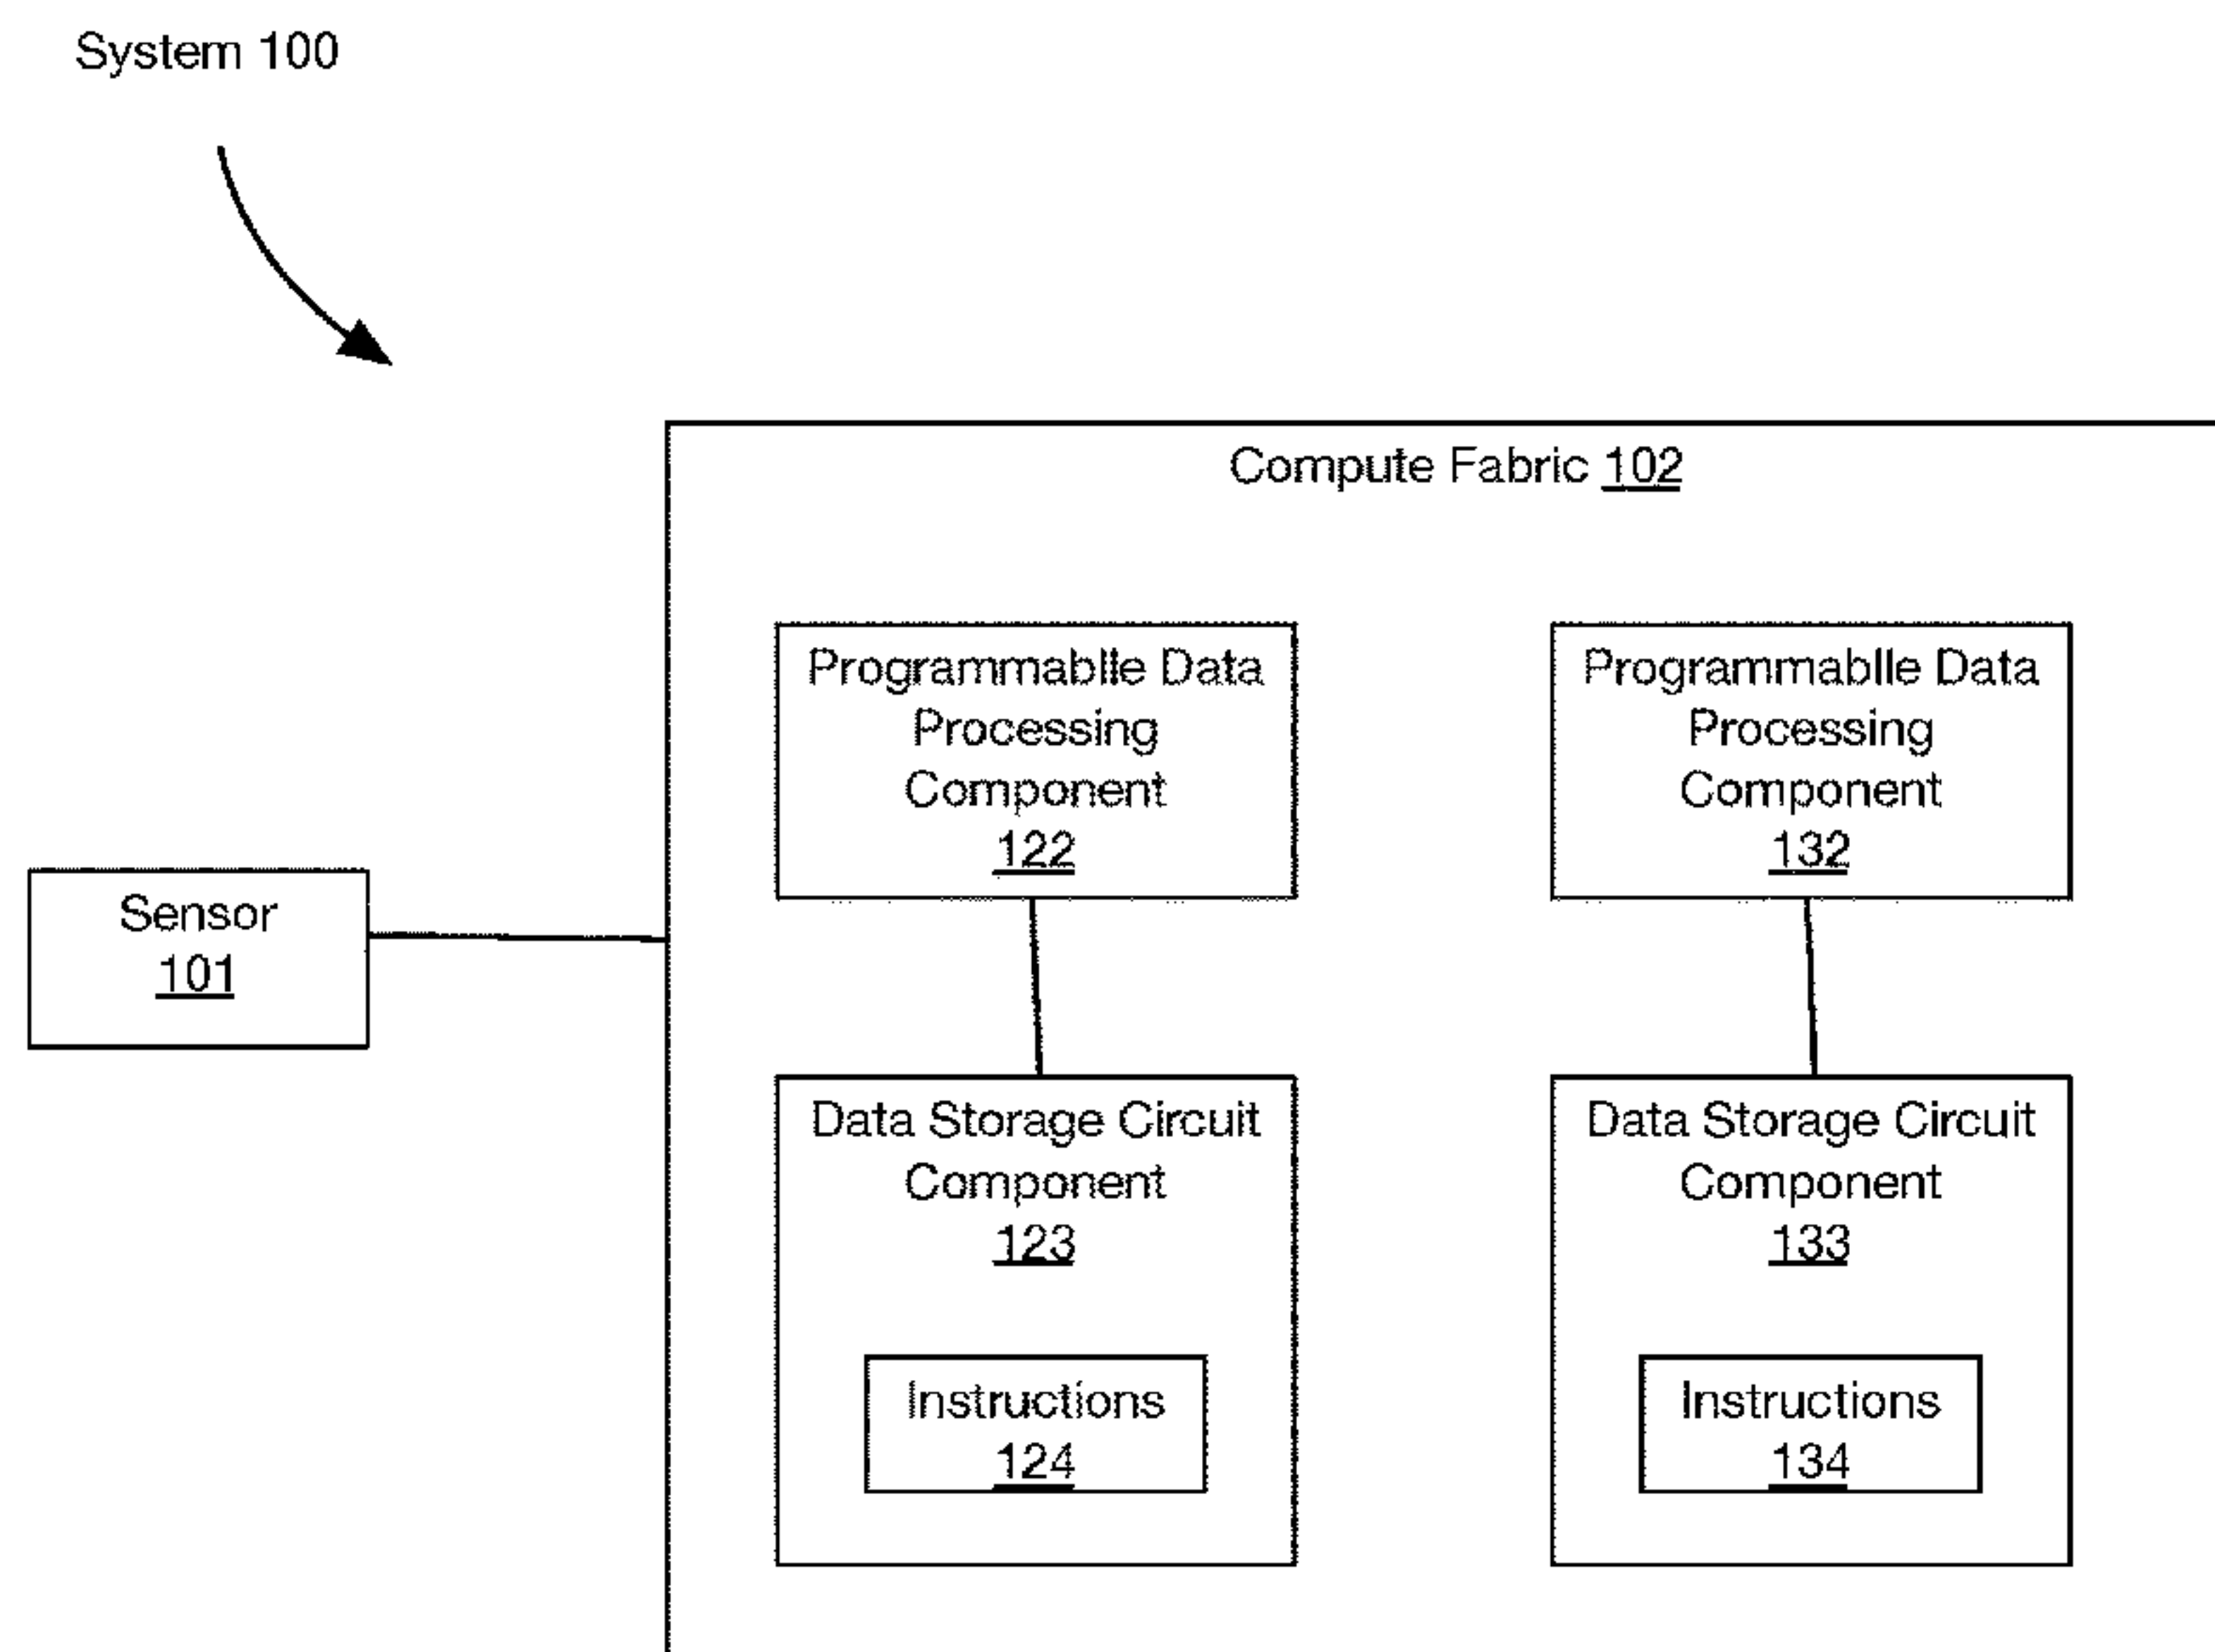 System 100
Compute Fabric 102
Programmablle Data
Processing
Component
122
Programmablle Data
Processing
Component
132
Sensor
101
Data Storage Circuit
Component
123
Data Storage Circuit
Component
133
Instructions
124
Instructions
134